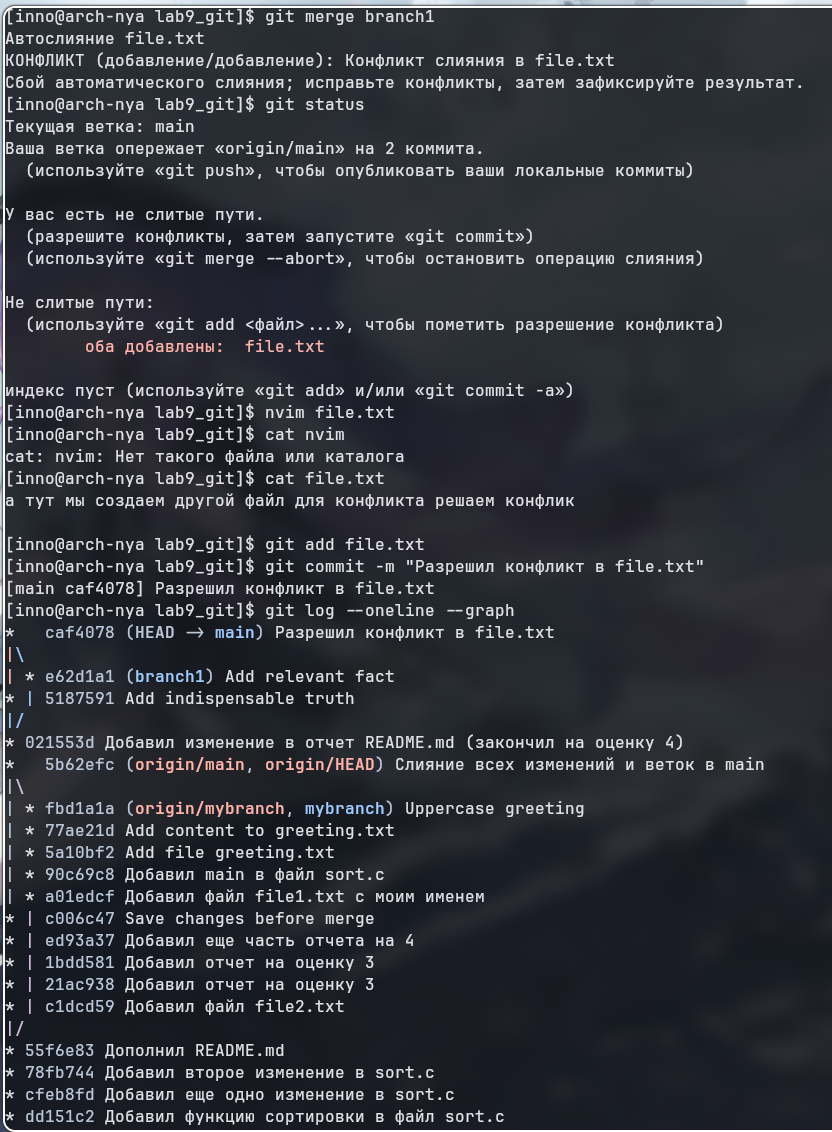 [inno@arch-nya lab9_git]$ git merge branch1
Автослияние file.txt
КОНФЛИКТ (добавление/добавление): Конфликт слияния в file.txt
Сбой автоматического слияния; исправьте конфликты, затем зафиксируйте результат.
[inno@arch-nya lab9_git]$ git status
Текущая ветка: main
Ваша ветка опережает «origin/main» на 2 коммита.
  (используйте «git push», чтобы опубликовать ваши локальные коммиты)

У вас есть не слитые пути.
  (разрешите конфликты, затем запустите «git commit»)
  (используйте «git merge --abort», чтобы остановить операцию слияния)

Не слитые пути:
  (используйте «git add <файл>...», чтобы пометить разрешение конфликта)
        оба добавлены:  file.txt

индекс пуст (используйте «git add» и/или «git commit -a»)
[inno@arch-nya lab9_git]$ nvim file.txt
[inno@arch-nya lab9_git]$ cat nvim
cat: nvim: Нет такого файла или каталога
[inno@arch-nya lab9_git]$ cat file.txt
а тут мы создаем другой файл для конфликта решаем конфлик

[inno@arch-nya lab9_git]$ git add file.txt
[inno@arch-nya lab9_git]$ git commit -m "Разрешил конфликт в file.txt"
[main caf4078] Разрешил конфликт в file.txt
[inno@arch-nya lab9_git]$ git log --oneline --graph
*   caf4078 (HEAD -> main) Разрешил конфликт в file.txt
|\
| * e62d1a1 (branch1) Add relevant fact
* | 5187591 Add indispensable truth
|/
* 021553d Добавил изменение в отчет README.md (закончил на оценку 4)
*   5b62efc (origin/main, origin/HEAD) Слияние всех изменений и веток в main
|\
| * fbd1a1a (origin/mybranch, mybranch) Uppercase greeting
| * 77ae21d Add content to greeting.txt
| * 5a10bf2 Add file greeting.txt
| * 90c69c8 Добавил main в файл sort.c
| * a01edcf Добавил файл file1.txt с моим именем
* | c006c47 Save changes before merge
* | ed93a37 Добавил еще часть отчета на 4
* | 1bdd581 Добавил отчет на оценку 3
* | 21ac938 Добавил отчет на оценку 3
* | c1dcd59 Добавил файл file2.txt
|/
* 55f6e83 Дополнил README.md
* 78fb744 Добавил второе изменение в sort.c
* cfeb8fd Добавил еще одно изменение в sort.c
* dd151c2 Добавил функцию сортировки в файл sort.c